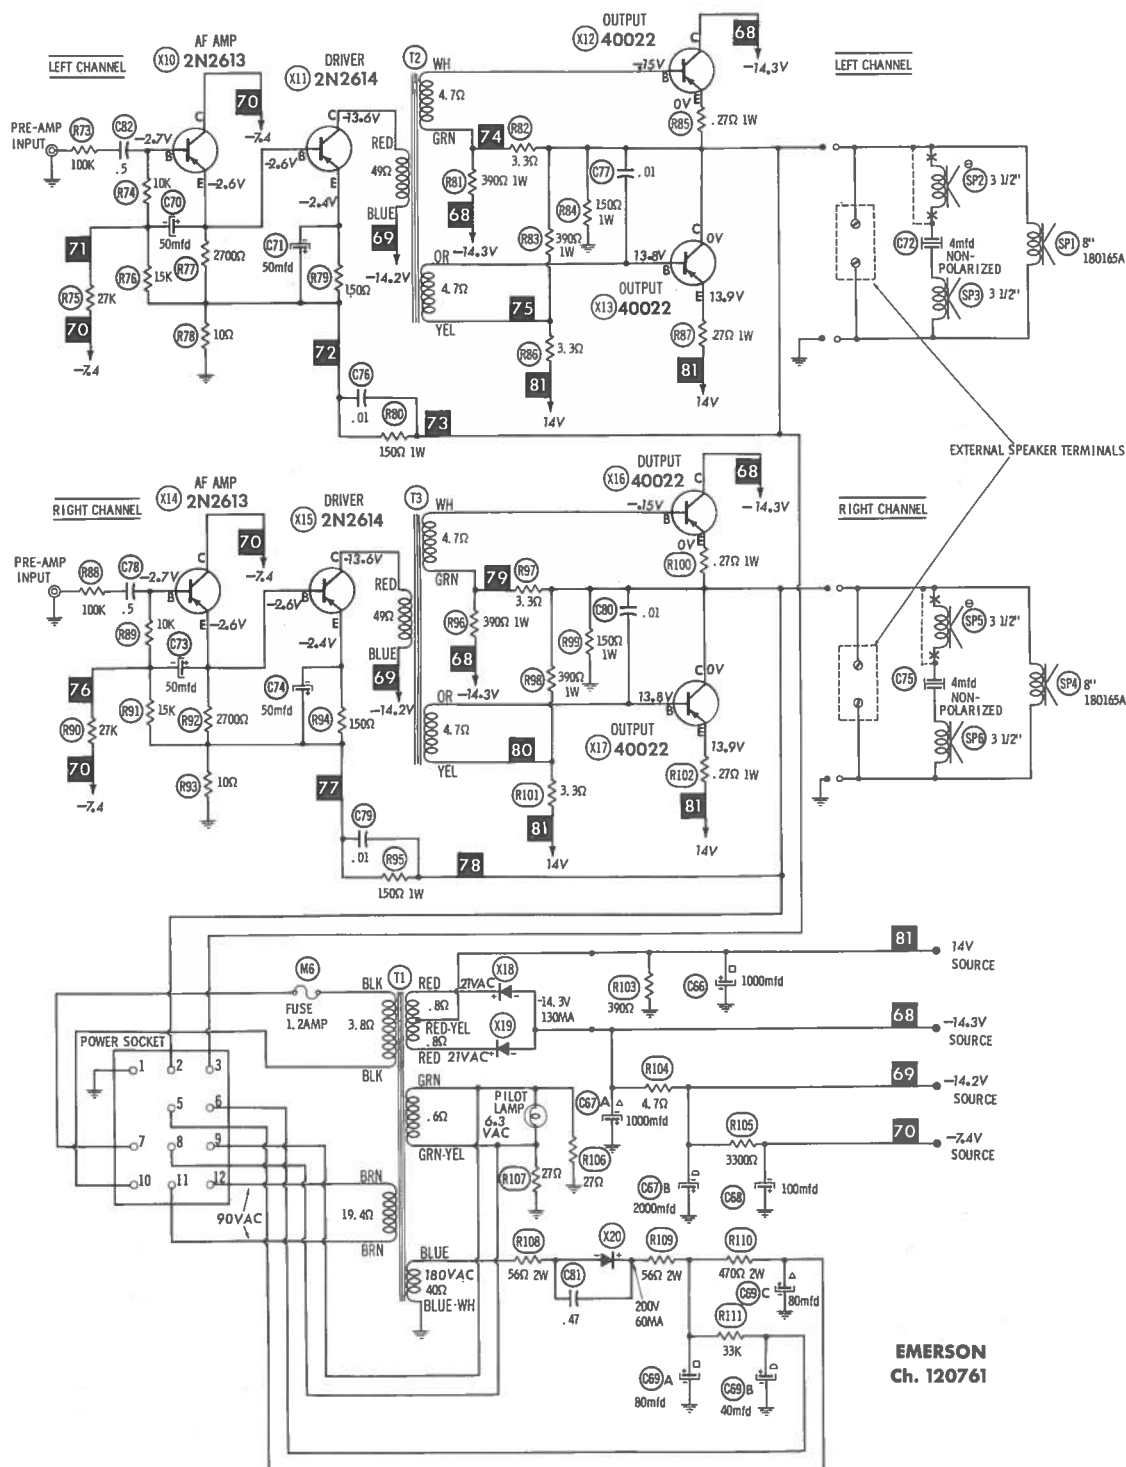 LEFT CHANNEL
X10
AF AMP
2N2613
X11
DRIVER
2N2614
X12
OUTPUT
40022
LEFT CHANNEL
PRE-AMP
INPUT
R73
100K
C82
.5
-2.7V
B
C
E
-2.6V
70
-7.4
R74
10K
C70
50mfd
71
R75
27K
70
-7.4
R76
15K
R77
2700Ω
R78
10Ω
C71
50mfd
R79
150Ω
-2.6V
B
-2.4V
C
-13.6V
E
RED
49Ω
BLUE
69
-14.2V
72
C76
.01
R80
150Ω 1W
73
T2
WH
4.7Ω
GRN
74
R82
3.3Ω
R81
390Ω 1W
68
-14.3V
OR
4.7Ω
YEL
75
R83
390Ω
1W
R84
150Ω
1W
C77
.01
R86
3.3Ω
81
14V
-.15V
B
C
E
68
-14.3V
0V
R85
.27Ω 1W
C
0V
13.8V
B
E
13.9V
OUTPUT
X13 40022
R87
.27Ω 1W
81
14V
SP2 3 1/2"
C72
4mfd
NON-
POLARIZED
SP3 3 1/2"
SP1 8"
180165A
EXTERNAL SPEAKER TERMINALS
RIGHT CHANNEL
X14
AF AMP
2N2613
X15
DRIVER
2N2614
X16
OUTPUT
40022
RIGHT CHANNEL
PRE-AMP
INPUT
R88
100K
C78
.5
-2.7V
B
C
E
-2.6V
70
-7.4
R89
10K
C73
50mfd
76
R90
27K
70
-7.4
R91
15K
R92
2700Ω
R93
10Ω
C74
50mfd
R94
150Ω
-2.6V
B
-2.4V
C
-13.6V
RED
49Ω
BLUE
69
-14.2V
77
C79
.01
R95
150Ω 1W
78
T3
WH
4.7Ω
GRN
79
R97
3.3Ω
R96
390Ω 1W
68
-14.3V
OR
4.7Ω
YEL
80
R98
390Ω
1W
R99
150Ω
1W
C80
.01
R101
3.3Ω
81
14V
-.15V
B
C
E
68
-14.3V
0V
R100
.27Ω 1W
C
0V
13.8V
B
E
13.9V
OUTPUT
X17 40022
R102
.27Ω 1W
81
14V
SP5 3 1/2"
C75
4mfd
NON-
POLARIZED
SP6 3 1/2"
SP4 8"
180165A
M6
FUSE
1.2AMP
BLK
T1
3.8Ω
BLK
RED
21VAC
X18
.8Ω
RED-YEL
.8Ω
RED
21VAC
X19
-14.3V
130MA
R103
390Ω
C66
1000mfd
81
14V
SOURCE
68
-14.3V
SOURCE
69
-14.2V
SOURCE
70
-7.4V
SOURCE
POWER SOCKET
1
2
3
5
6
7
8
9
10
11
12
90VAC
GRN
.6Ω
GRN-YEL
PILOT
LAMP
6.3
VAC
R107
27Ω
R106
27Ω
C67 A
1000mfd
R104
4.7Ω
R105
3300Ω
C67 B
2000mfd
C68
100mfd
BRN
19.4Ω
BRN
BLUE
180VAC
40Ω
BLUE-WH
R108
56Ω 2W
X20
C81
.47
R109
56Ω 2W
200V
60MA
R110
470Ω 2W
C69 C
80mfd
R111
33K
C69 A
80mfd
C69 B
40mfd
EMERSON
Ch. 120761